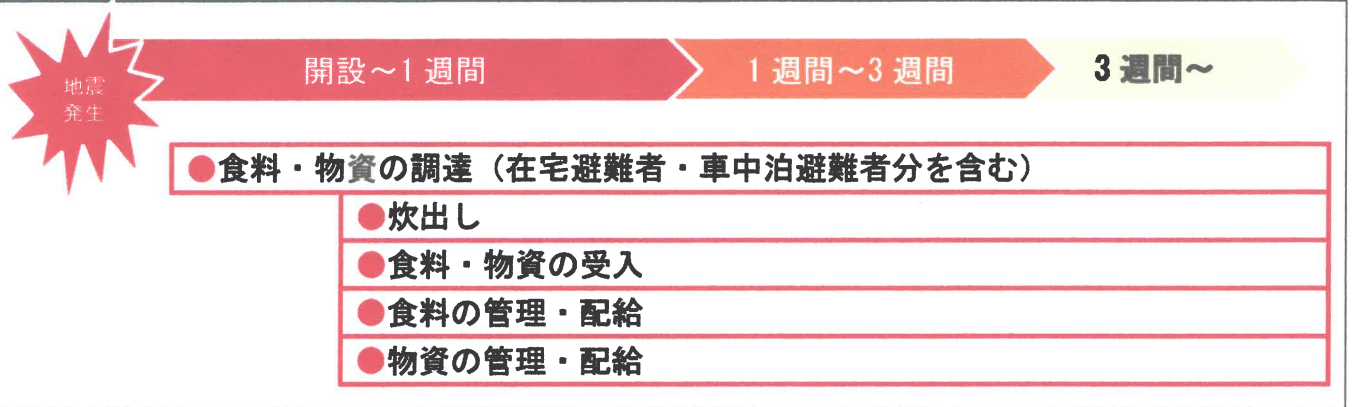 地震
発生
開設~1週間
1週間~3週間
3週間~
●食料・物資の調達(在宅避難者・車中泊避難者分を含む)
●炊出し
●食料・物資の受入
●食料の管理・配給
●物資の管理・配給